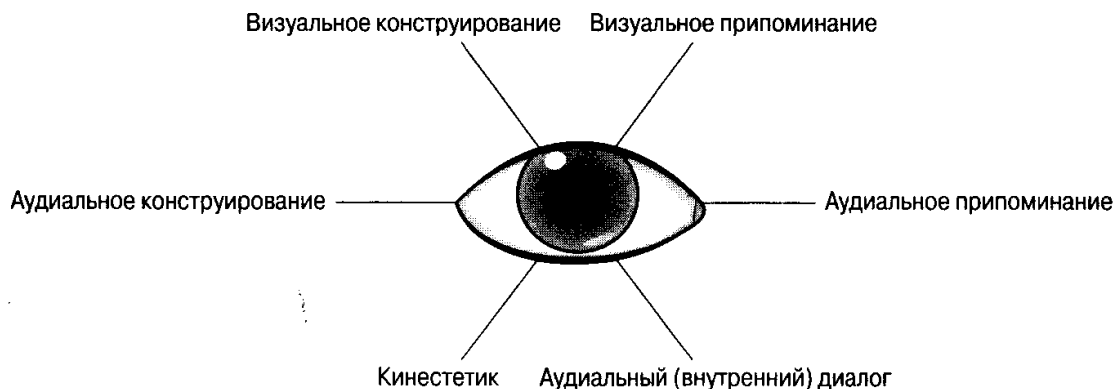 Визуальное конструирование
Визуальное припоминание
Аудиальное конструирование
Аудиальное припоминание
Кинестетик
Аудиальный (внутренний) диалог